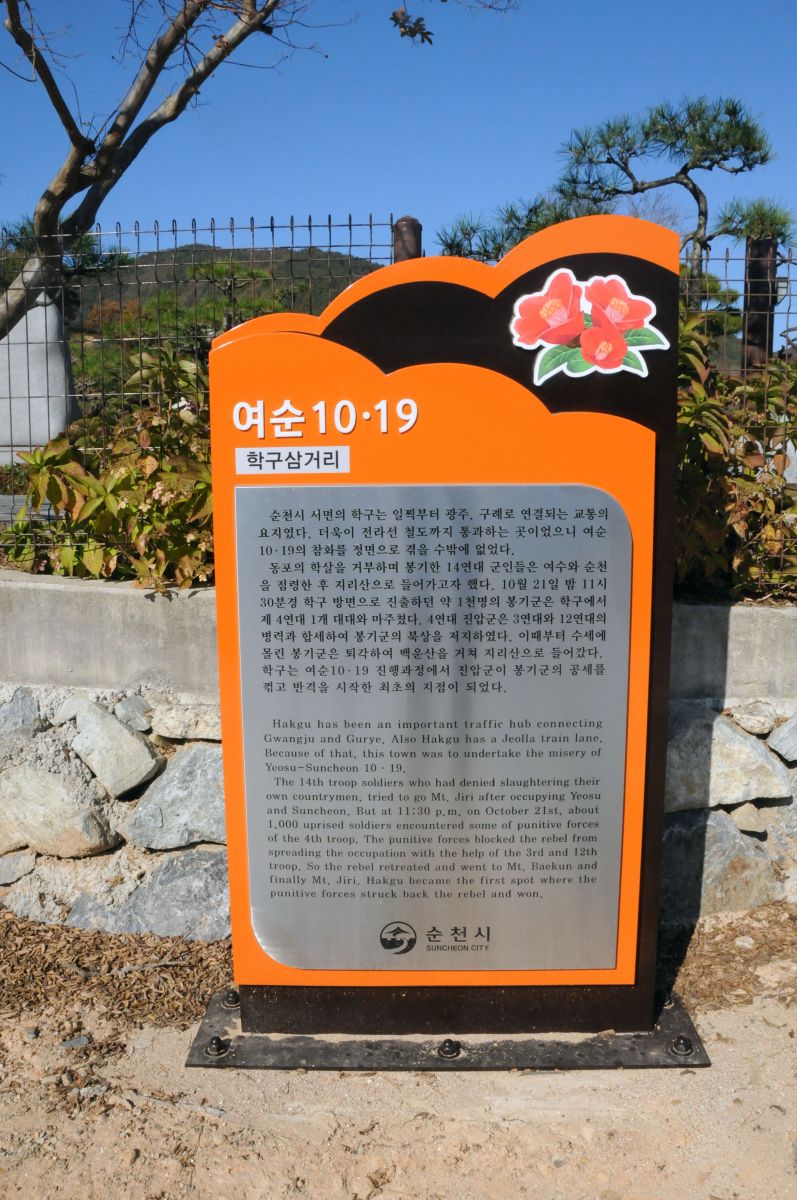 여순10·19
학구삼거리
순천시 서면의 학구는 일찍부터 광주, 구례로 연결되는 교통의
요지였다. 더욱이 전라선 철도까지 통과하는 곳이었으니 여순
10·19의 참화를 정면으로 겪을 수밖에 없었다.
동포의 학살을 거부하며 봉기한 14연대 군인들은 여수와 순천
을 점령한 후 지리산으로 들어가고자 했다. 10월 21일 밤 11시
30분경 학구 방면으로 진출하던 약 1천명의 봉기군은 학구에서
제 4연대 1개 대대와 마주쳤다. 4연대 진압군은 3연대와 12연대의
병력과 합세하여 봉기군의 북상을 저지하였다. 이때부터 수세에
몰린 봉기군은 퇴각하여 백운산을 거쳐 지리산으로 들어갔다.
학구는 여순10·19 진행과정에서 진압군이 봉기군의 공세를
꺾고 반격을 시작한 최초의 지점이 되었다.
Hakgu has been an important traffic hub connecting
Gwangju and Gurye. Also Hakgu has a Jeolla train lane.
Because of that, this town was to undertake the misery of
Yeosu-Suncheon 10·19.
The 14th troop soldiers who had denied slaughtering their
own countrymen, tried to go Mt. Jiri after occupying Yeosu
and Suncheon. But at 11:30 p.m. on October 21st, about
1,000 uprised soldiers encountered some of punitive forces
of the 4th troop. The punitive forces blocked the rebel from
spreading the occupation with the help of the 3rd and 12th
troop. So the rebel retreated and went to Mt. Baekun and
finally Mt. Jiri. Hakgu became the first spot where the
punitive forces struck back the rebel and won.
순천시
SUNCHEON CITY